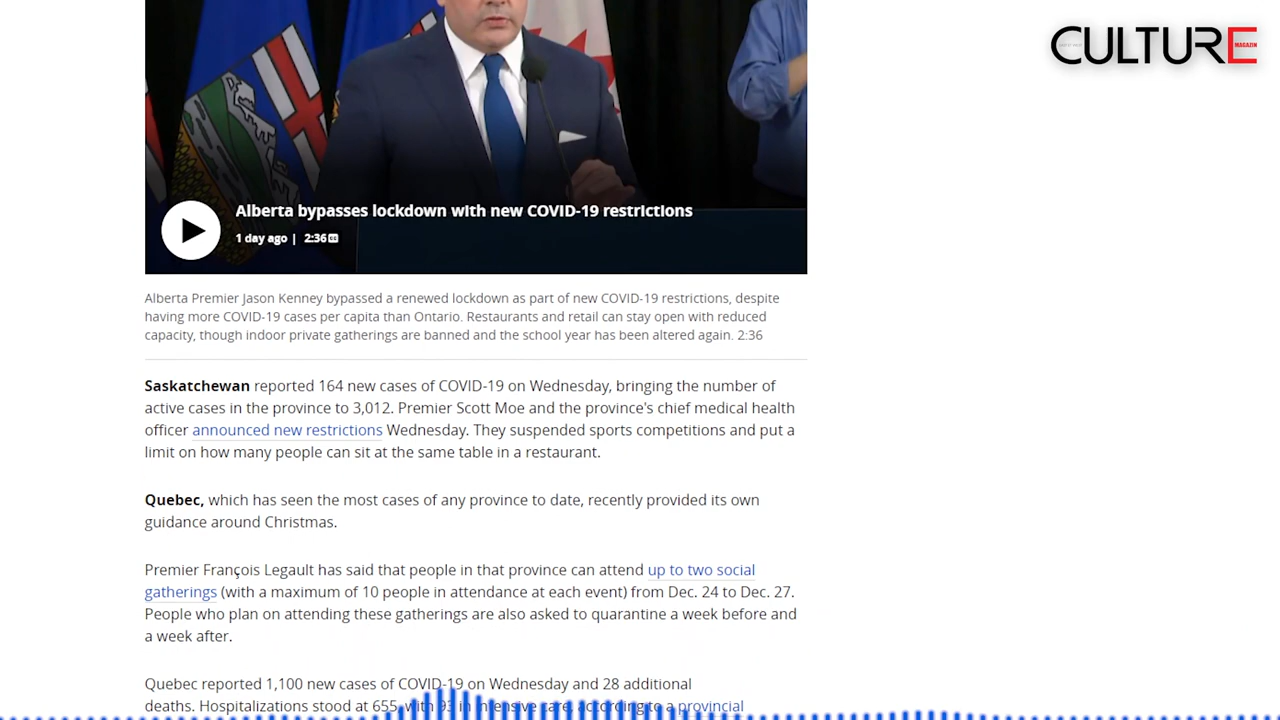 CULTURE
MAGAZIN
Alberta bypasses lockdown with new COVID-19 restrictions
1 day ago | 2:36 CC
Alberta Premier Jason Kenney bypassed a renewed lockdown as part of new COVID-19 restrictions, despite
having more COVID-19 cases per capita than Ontario. Restaurants and retail can stay open with reduced
capacity, though indoor private gatherings are banned and the school year has been altered again. 2:36
Saskatchewan reported 164 new cases of COVID-19 on Wednesday, bringing the number of
active cases in the province to 3,012. Premier Scott Moe and the province's chief medical health
officer announced new restrictions Wednesday. They suspended sports competitions and put a
limit on how many people can sit at the same table in a restaurant.
Quebec, which has seen the most cases of any province to date, recently provided its own
guidance around Christmas.
Premier François Legault has said that people in that province can attend up to two social
gatherings (with a maximum of 10 people in attendance at each event) from Dec. 24 to Dec. 27.
People who plan on attending these gatherings are also asked to quarantine a week before and
a week after.
Quebec reported 1,100 new cases of COVID-19 on Wednesday and 28 additional
deaths. Hospitalizations stood at 655, with 93 in intensive care, according to a provincial